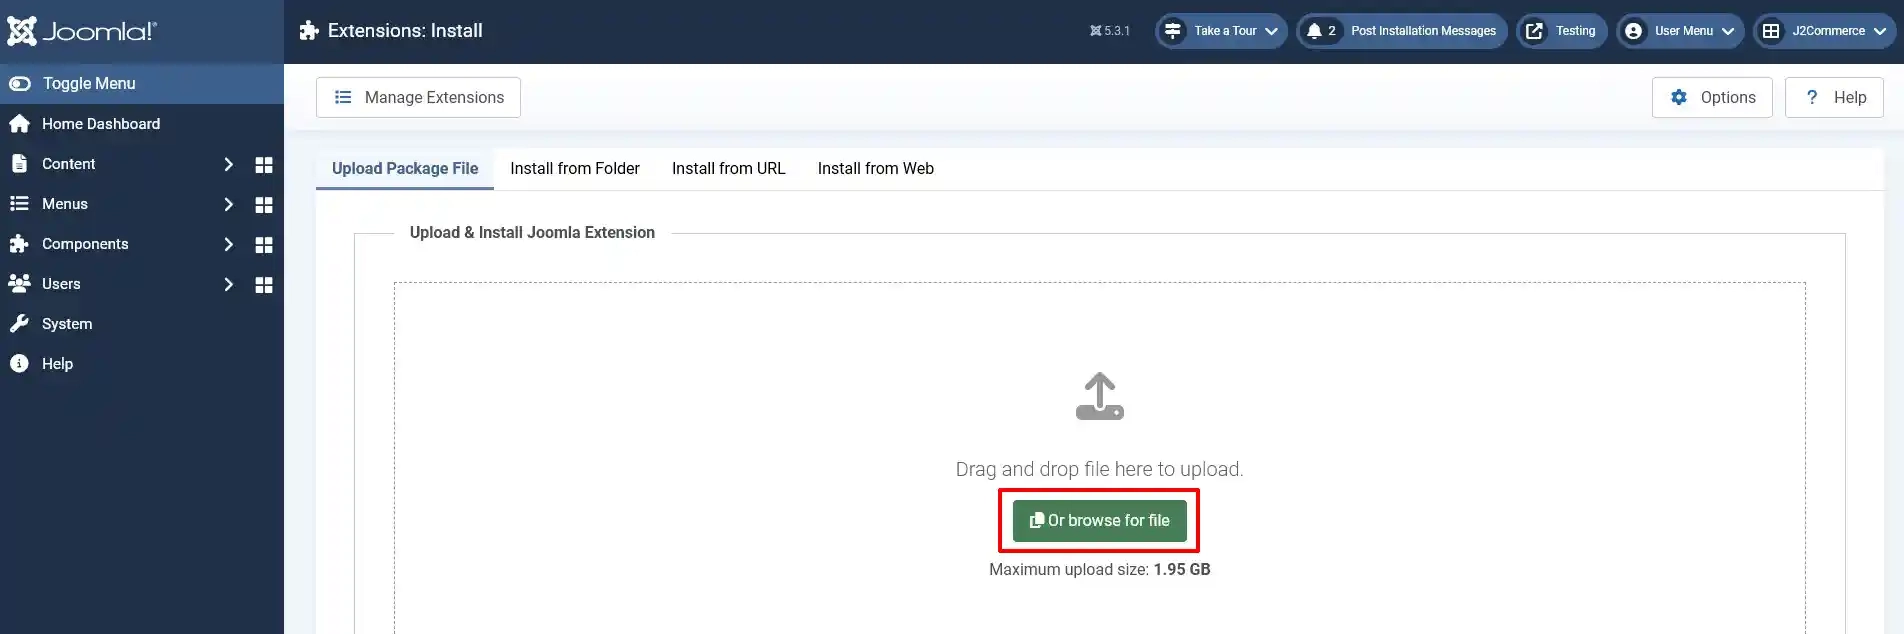 Joomla!
Extensions: Install
5.3.1
Take a Tour
2
Post Installation Messages
Testing
User Menu
J2Commerce
Toggle Menu
Home Dashboard
Content
Menus
Components
Users
System
Help
Manage Extensions
Options
? Help
Upload Package File
Install from Folder
Install from URL
Install from Web
Upload & Install Joomla Extension
Drag and drop file here to upload.
Or browse for file
Maximum upload size: 1.95 GB